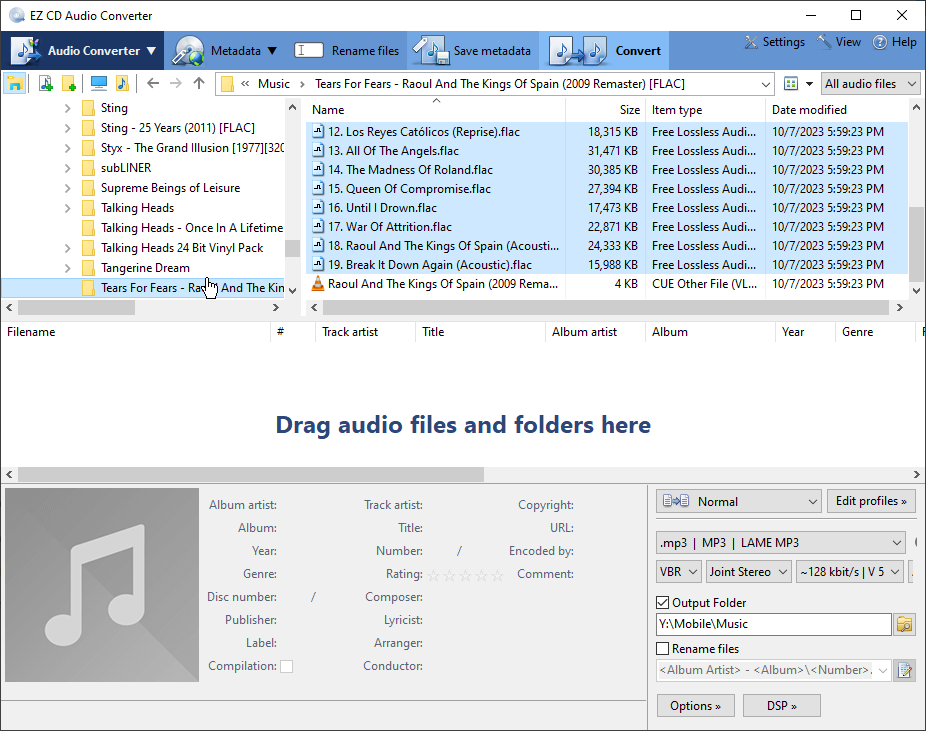 EZ CD Audio Converter
Audio Converter ▼ Metadata ▼ Rename files Save metadata Convert Settings View Help
« Music › Tears For Fears - Raoul And The Kings Of Spain (2009 Remaster) [FLAC] All audio files
Sting
Sting - 25 Years (2011) [FLAC]
Styx - The Grand Illusion [1977][320
subLINER
Supreme Beings of Leisure
Talking Heads
Talking Heads - Once In A Lifetime
Talking Heads 24 Bit Vinyl Pack
Tangerine Dream
Tears For Fears - Raoul And The Kin
Name Size Item type Date modified
12. Los Reyes Católicos (Reprise).flac 18,315 KB Free Lossless Audi... 10/7/2023 5:59:23 PM
13. All Of The Angels.flac 31,471 KB Free Lossless Audi... 10/7/2023 5:59:23 PM
14. The Madness Of Roland.flac 30,385 KB Free Lossless Audi... 10/7/2023 5:59:23 PM
15. Queen Of Compromise.flac 27,394 KB Free Lossless Audi... 10/7/2023 5:59:23 PM
16. Until I Drown.flac 17,473 KB Free Lossless Audi... 10/7/2023 5:59:23 PM
17. War Of Attrition.flac 22,871 KB Free Lossless Audi... 10/7/2023 5:59:23 PM
18. Raoul And The Kings Of Spain (Acousti... 24,333 KB Free Lossless Audi... 10/7/2023 5:59:23 PM
19. Break It Down Again (Acoustic).flac 15,988 KB Free Lossless Audi... 10/7/2023 5:59:23 PM
Raoul And The Kings Of Spain (2009 Rema... 4 KB CUE Other File (VL... 10/7/2023 5:59:23 PM
Filename # Track artist Title Album artist Album Year Genre
Drag audio files and folders here
Album artist: Track artist: Copyright:
Album: Title: URL:
Year: Number: / Encoded by:
Genre: Rating: Comment:
Disc number: / Composer:
Publisher: Lyricist:
Label: Arranger:
Compilation: Conductor:
Normal Edit profiles »
.mp3 | MP3 | LAME MP3
VBR Joint Stereo ~128 kbit/s | V 5
Output Folder
Y:\Mobile\Music
Rename files
<Album Artist> - <Album>\<Number>.
Options » DSP »